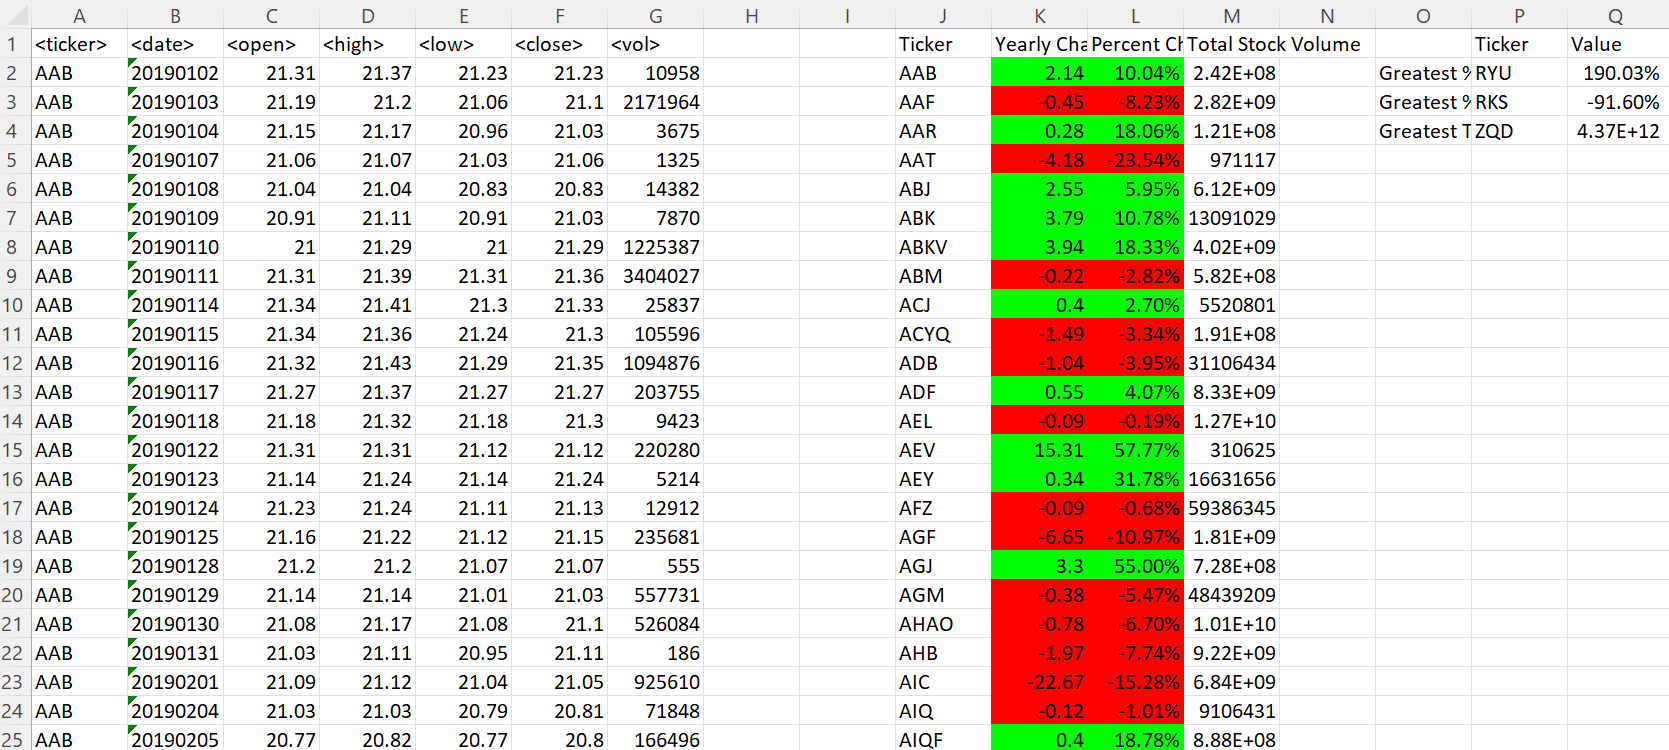 A B C D E F G H I J K L M N O P Q
1 <ticker> <date> <open> <high> <low> <close> <vol> Ticker Yearly Cha Percent Ch Total Stock Volume Ticker Value
2 AAB 20190102 21.31 21.37 21.23 21.23 10958 AAB 2.14 10.04% 2.42E+08 Greatest % RYU 190.03%
3 AAB 20190103 21.19 21.2 21.06 21.1 2171964 AAF -0.45 -8.23% 2.82E+09 Greatest % RKS -91.60%
4 AAB 20190104 21.15 21.17 20.96 21.03 3675 AAR 0.28 18.06% 1.21E+08 Greatest T ZQD 4.37E+12
5 AAB 20190107 21.06 21.07 21.03 21.06 1325 AAT -4.18 -23.54% 971117
6 AAB 20190108 21.04 21.04 20.83 20.83 14382 ABJ 2.55 5.95% 6.12E+09
7 AAB 20190109 20.91 21.11 20.91 21.03 7870 ABK 3.79 10.78% 13091029
8 AAB 20190110 21 21.29 21 21.29 1225387 ABKV 3.94 18.33% 4.02E+09
9 AAB 20190111 21.31 21.39 21.31 21.36 3404027 ABM -0.22 -2.82% 5.82E+08
10 AAB 20190114 21.34 21.41 21.3 21.33 25837 ACJ 0.4 2.70% 5520801
11 AAB 20190115 21.34 21.36 21.24 21.3 105596 ACYQ -1.49 -3.34% 1.91E+08
12 AAB 20190116 21.32 21.43 21.29 21.35 1094876 ADB -1.04 -3.95% 31106434
13 AAB 20190117 21.27 21.37 21.27 21.27 203755 ADF 0.55 4.07% 8.33E+09
14 AAB 20190118 21.18 21.32 21.18 21.3 9423 AEL -0.09 -0.19% 1.27E+10
15 AAB 20190122 21.31 21.31 21.12 21.12 220280 AEV 15.31 57.77% 310625
16 AAB 20190123 21.14 21.24 21.14 21.24 5214 AEY 0.34 31.78% 16631656
17 AAB 20190124 21.23 21.24 21.11 21.13 12912 AFZ -0.09 -0.68% 59386345
18 AAB 20190125 21.16 21.22 21.12 21.15 235681 AGF -6.65 -10.97% 1.81E+09
19 AAB 20190128 21.2 21.2 21.07 21.07 555 AGJ 3.3 55.00% 7.28E+08
20 AAB 20190129 21.14 21.14 21.01 21.03 557731 AGM -0.38 -5.47% 48439209
21 AAB 20190130 21.08 21.17 21.08 21.1 526084 AHAO -0.78 -6.70% 1.01E+10
22 AAB 20190131 21.03 21.11 20.95 21.11 186 AHB -1.97 -7.74% 9.22E+09
23 AAB 20190201 21.09 21.12 21.04 21.05 925610 AIC -22.67 -15.28% 6.84E+09
24 AAB 20190204 21.03 21.03 20.79 20.81 71848 AIQ -0.12 -1.01% 9106431
25 AAB 20190205 20.77 20.82 20.77 20.8 166496 AIQF 0.4 18.78% 8.88E+08